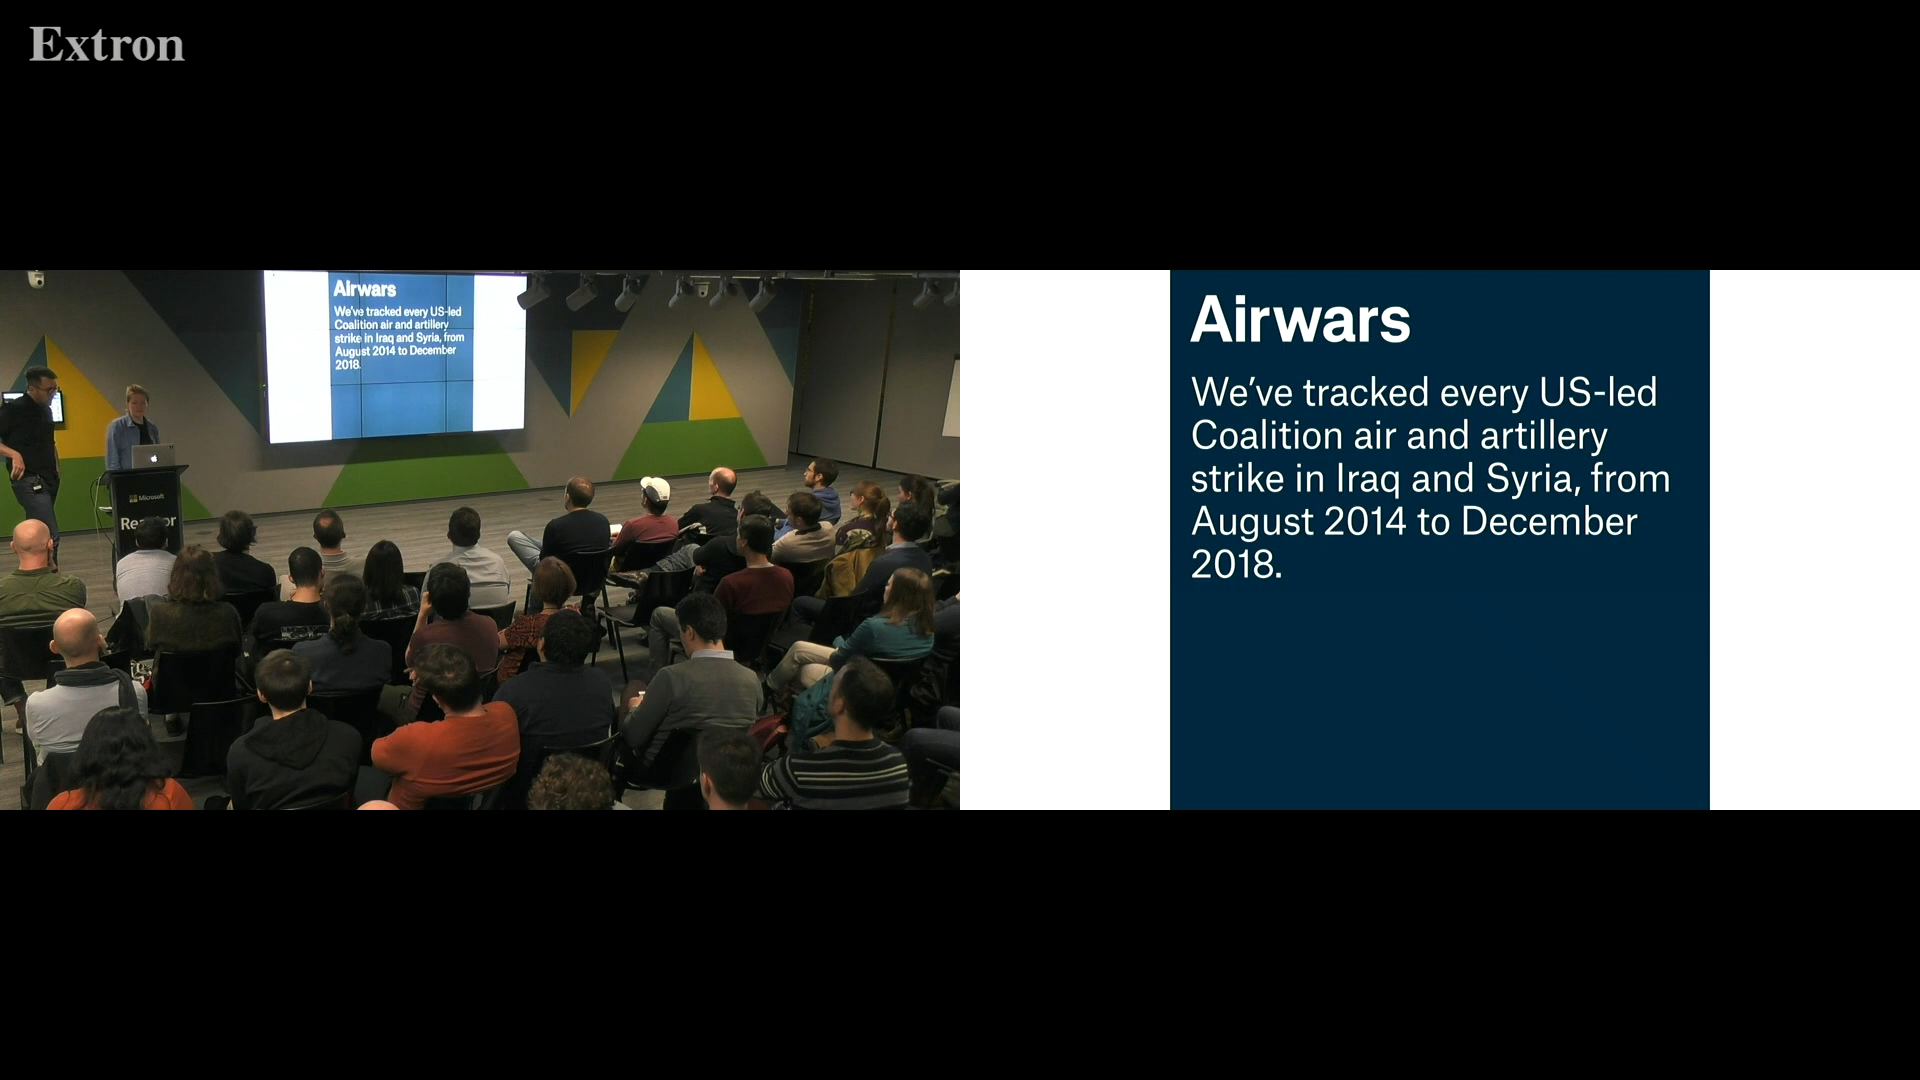 Extron
Airwars
We've tracked every US-led
Coalition air and artillery
strike in Iraq and Syria, from
August 2014 to December
2018.
Microsoft
Airwars
We've tracked every US-led
Coalition air and artillery
strike in Iraq and Syria, from
August 2014 to December
2018.